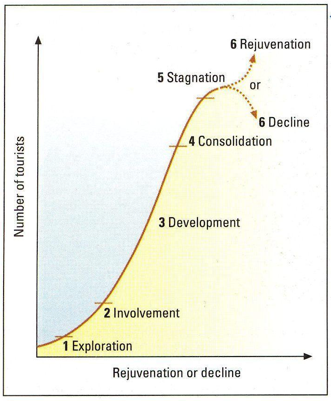 6 Rejuvenation
5 Stagnation
or
6 Decline
4 Consolidation
3 Development
2 Involvement
1 Exploration
Number of tourists
Rejuvenation or decline